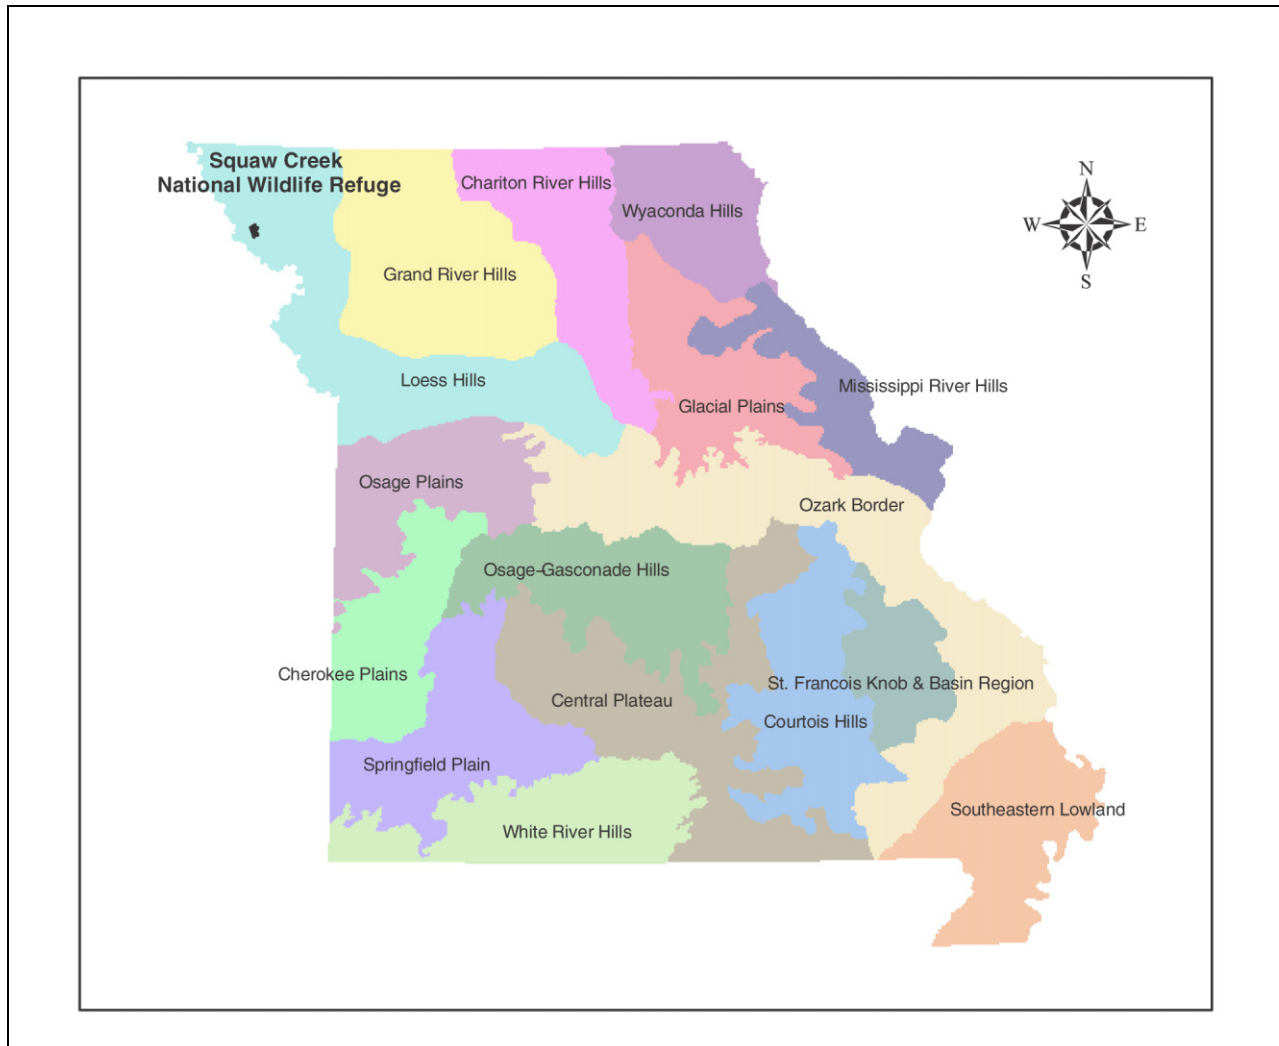 Squaw Creek
National Wildlife Refuge
Chariton River Hills
Wyaconda Hills
N
W
E
S
Grand River Hills
Loess Hills
Mississippi River Hills
Glacial Plains
Osage Plains
Ozark Border
Osage-Gasconade Hills
Cherokee Plains
St. Francois Knob & Basin Region
Central Plateau
Courtois Hills
Springfield Plain
Southeastern Lowland
White River Hills